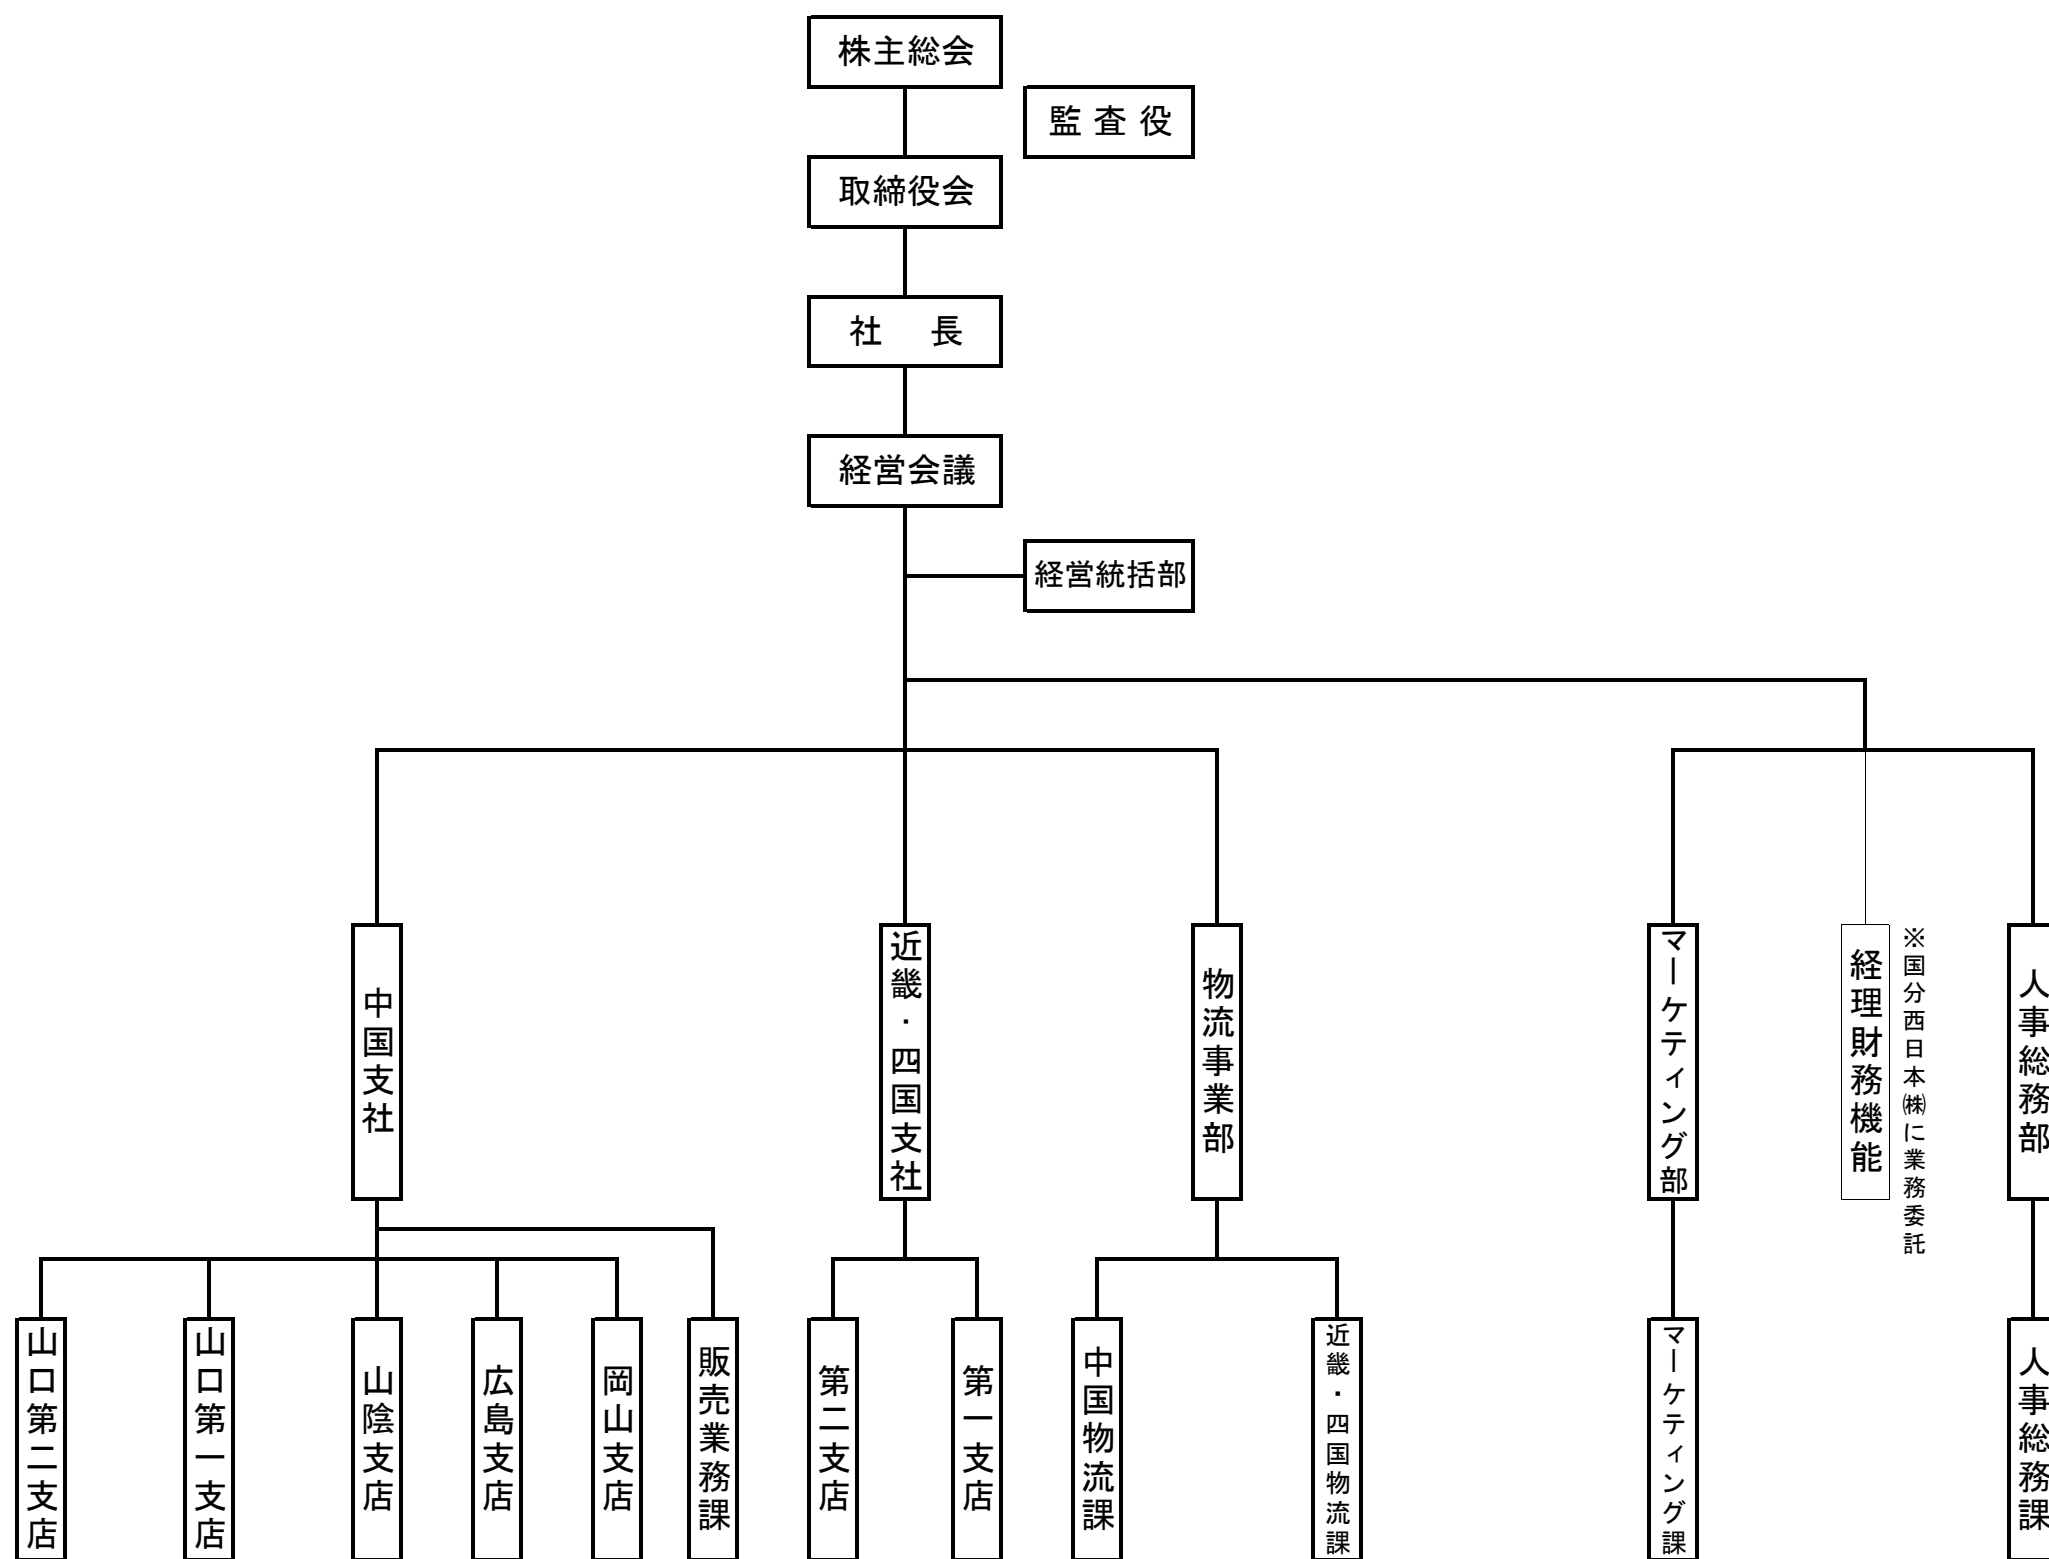 株主総会
監査役
取締役会
社　長
経営会議
経営統括部
中国支社
近畿・四国支社
物流事業部
マーケティング部
経理財務機能
※国分西日本㈱に業務委託
人事総務部
山口第二支店
山口第一支店
山陰支店
広島支店
岡山支店
販売業務課
第二支店
第一支店
中国物流課
近畿・四国物流課
マーケティング課
人事総務課